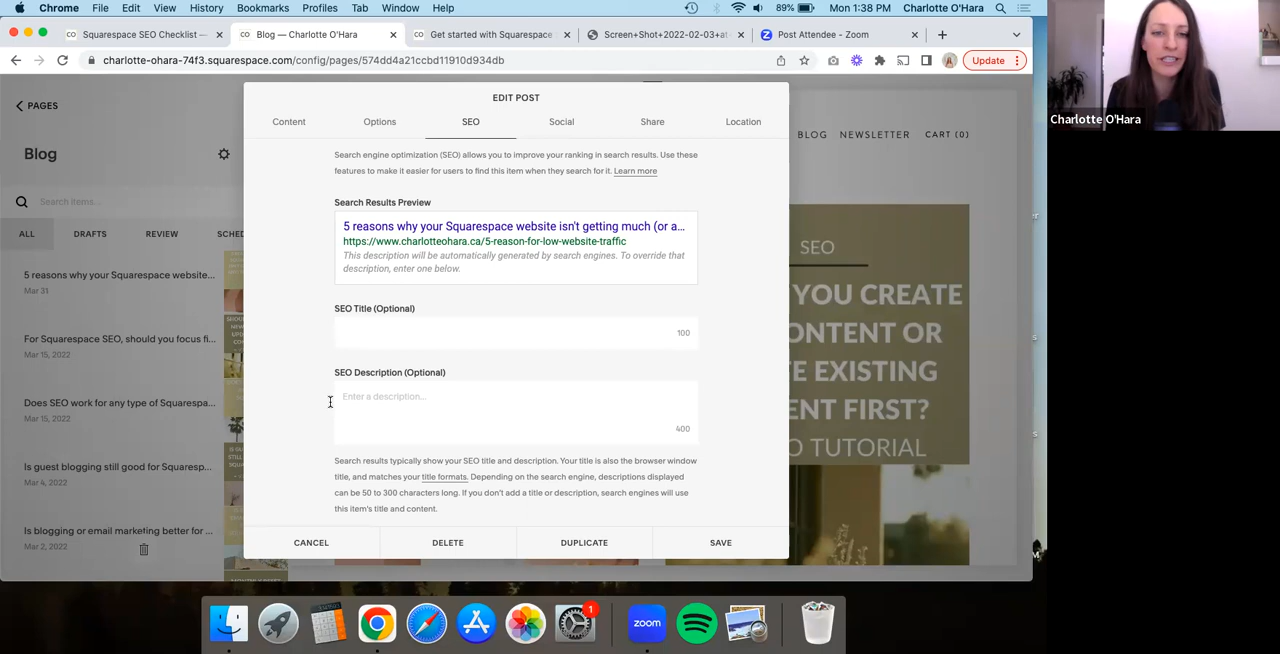 Chrome File Edit View History Bookmarks Profiles Tab Window Help 89% Mon 1:38 PM Charlotte O'Hara
CO Squarespace SEO Checklist —
CO Blog — Charlotte O'Hara
CO Get started with Squarespace
Screen+Shot+2022-02-03+at
Post Attendee - Zoom
charlotte-ohara-74f3.squarespace.com/config/pages/574dd4a21ccbd11910d934db
Update
PAGES
Blog
Search items...
ALL DRAFTS REVIEW SCHED
5 reasons why your Squarespace website...
Mar 31
For Squarespace SEO, should you focus fi...
Mar 15, 2022
Does SEO work for any type of Squarespa...
Mar 15, 2022
Is guest blogging still good for Squaresp...
Mar 4, 2022
Is blogging or email marketing better for ...
Mar 2, 2022
EDIT POST
Content Options SEO Social Share Location
Search engine optimization (SEO) allows you to improve your ranking in search results. Use these
features to make it easier for users to find this item when they search for it. Learn more
Search Results Preview
5 reasons why your Squarespace website isn't getting much (or a...
https://www.charlotteohara.ca/5-reason-for-low-website-traffic
This description will be automatically generated by search engines. To override that
description, enter one below.
SEO Title (Optional)
100
SEO Description (Optional)
Enter a description...
400
Search results typically show your SEO title and description. Your title is also the browser window
title, and matches your title formats. Depending on the search engine, descriptions displayed
can be 50 to 300 characters long. If you don't add a title or description, search engines will use
this item's title and content.
CANCEL DELETE DUPLICATE SAVE
BLOG NEWSLETTER CART (0)
SEO
YOU CREATE
NTENT OR
E EXISTING
ENT FIRST?
O TUTORIAL
Charlotte O'Hara
1
zoom